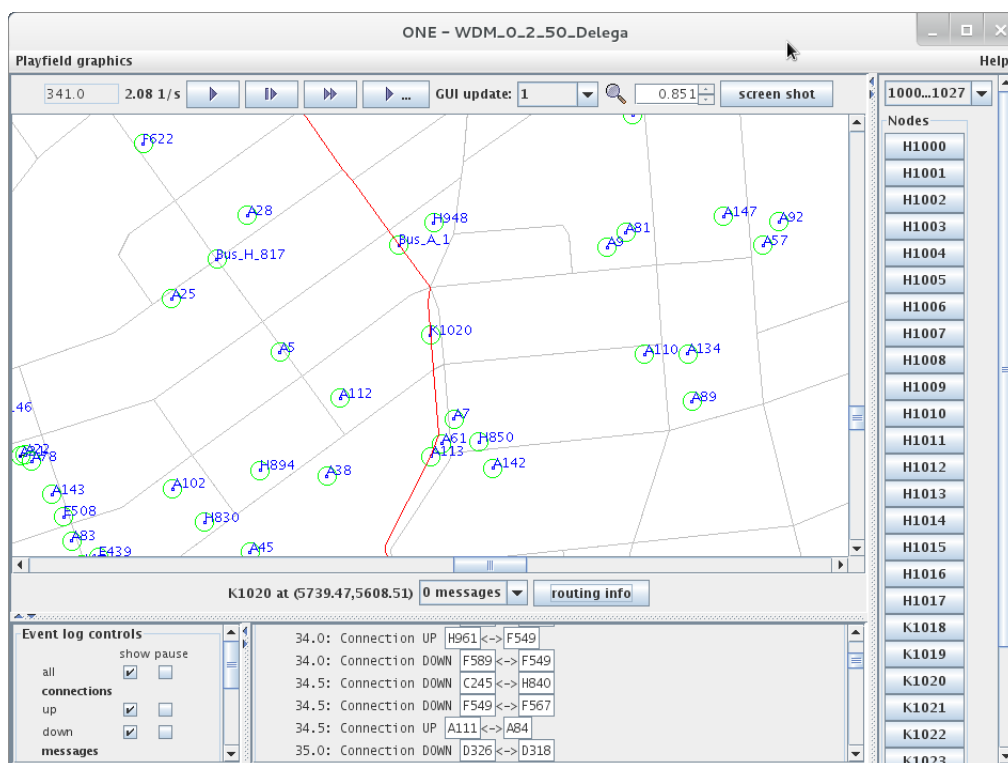 ONE – WDM_0_2_50_Delega
Playfield graphics
Help
341.0 2.08 1/s ... GUI update: 1 0.851 screen shot
1000...1027
Nodes
H1000
H1001
H1002
H1003
H1004
H1005
H1006
H1007
H1008
H1009
H1010
H1011
H1012
H1013
H1014
H1015
H1016
H1017
K1018
K1019
K1020
K1021
K1022
K1023
F622
A28
H948
A147
A92
A81
Bus_A_1
A9
A57
Bus_H_817
A25
K1020
A5
A110
A134
A112
A89
.46
A7
A61
H850
A113
A22
A78
A142
H894
A38
A143
A102
E508
H830
A83
A45
E439
K1020 at (5739.47,5608.51) 0 messages routing info
Event log controls
show pause
all
connections
up
down
messages
34.0: Connection UP H961<->F549
34.0: Connection DOWN F589<->F549
34.5: Connection DOWN C245<->H840
34.5: Connection DOWN F549<->F567
34.5: Connection UP A111<->A84
35.0: Connection DOWN D326<->D318